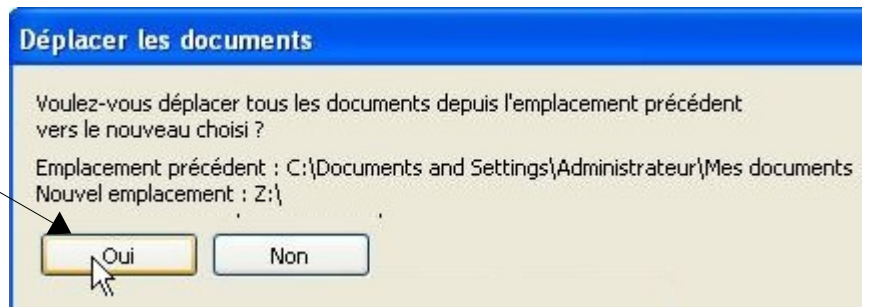 Déplacer les documents
Voulez-vous déplacer tous les documents depuis l'emplacement précédent
vers le nouveau choisi ?
Emplacement précédent : C:\Documents and Settings\Administrateur\Mes documents
Nouvel emplacement : Z:\
Oui
Non